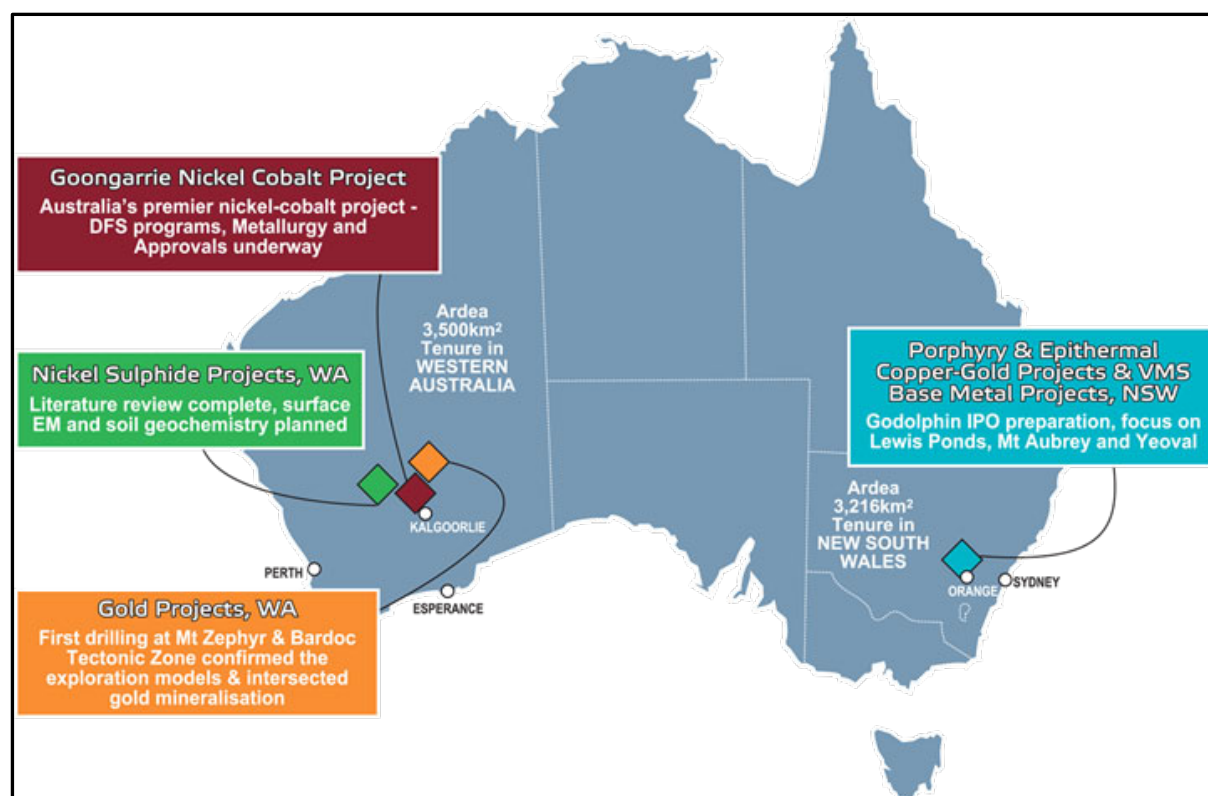 Goongarrie Nickel Cobalt Project
Australia's premier nickel-cobalt project -
DFS programs, Metallurgy and
Approvals underway
Ardea
3,500km²
Tenure in
WESTERN
AUSTRALIA
Nickel Sulphide Projects, WA
Literature review complete, surface
EM and soil geochemistry planned
Porphyry & Epithermal
Copper-Gold Projects & VMS
Base Metal Projects, NSW
Godolphin IPO preparation, focus on
Lewis Ponds, Mt Aubrey and Yeoval
Ardea
3,216km²
Tenure in
NEW SOUTH
WALES
KALGOORLIE
PERTH
ESPERANCE
ORANGE
SYDNEY
Gold Projects, WA
First drilling at Mt Zephyr & Bardoc
Tectonic Zone confirmed the
exploration models & intersected
gold mineralisation